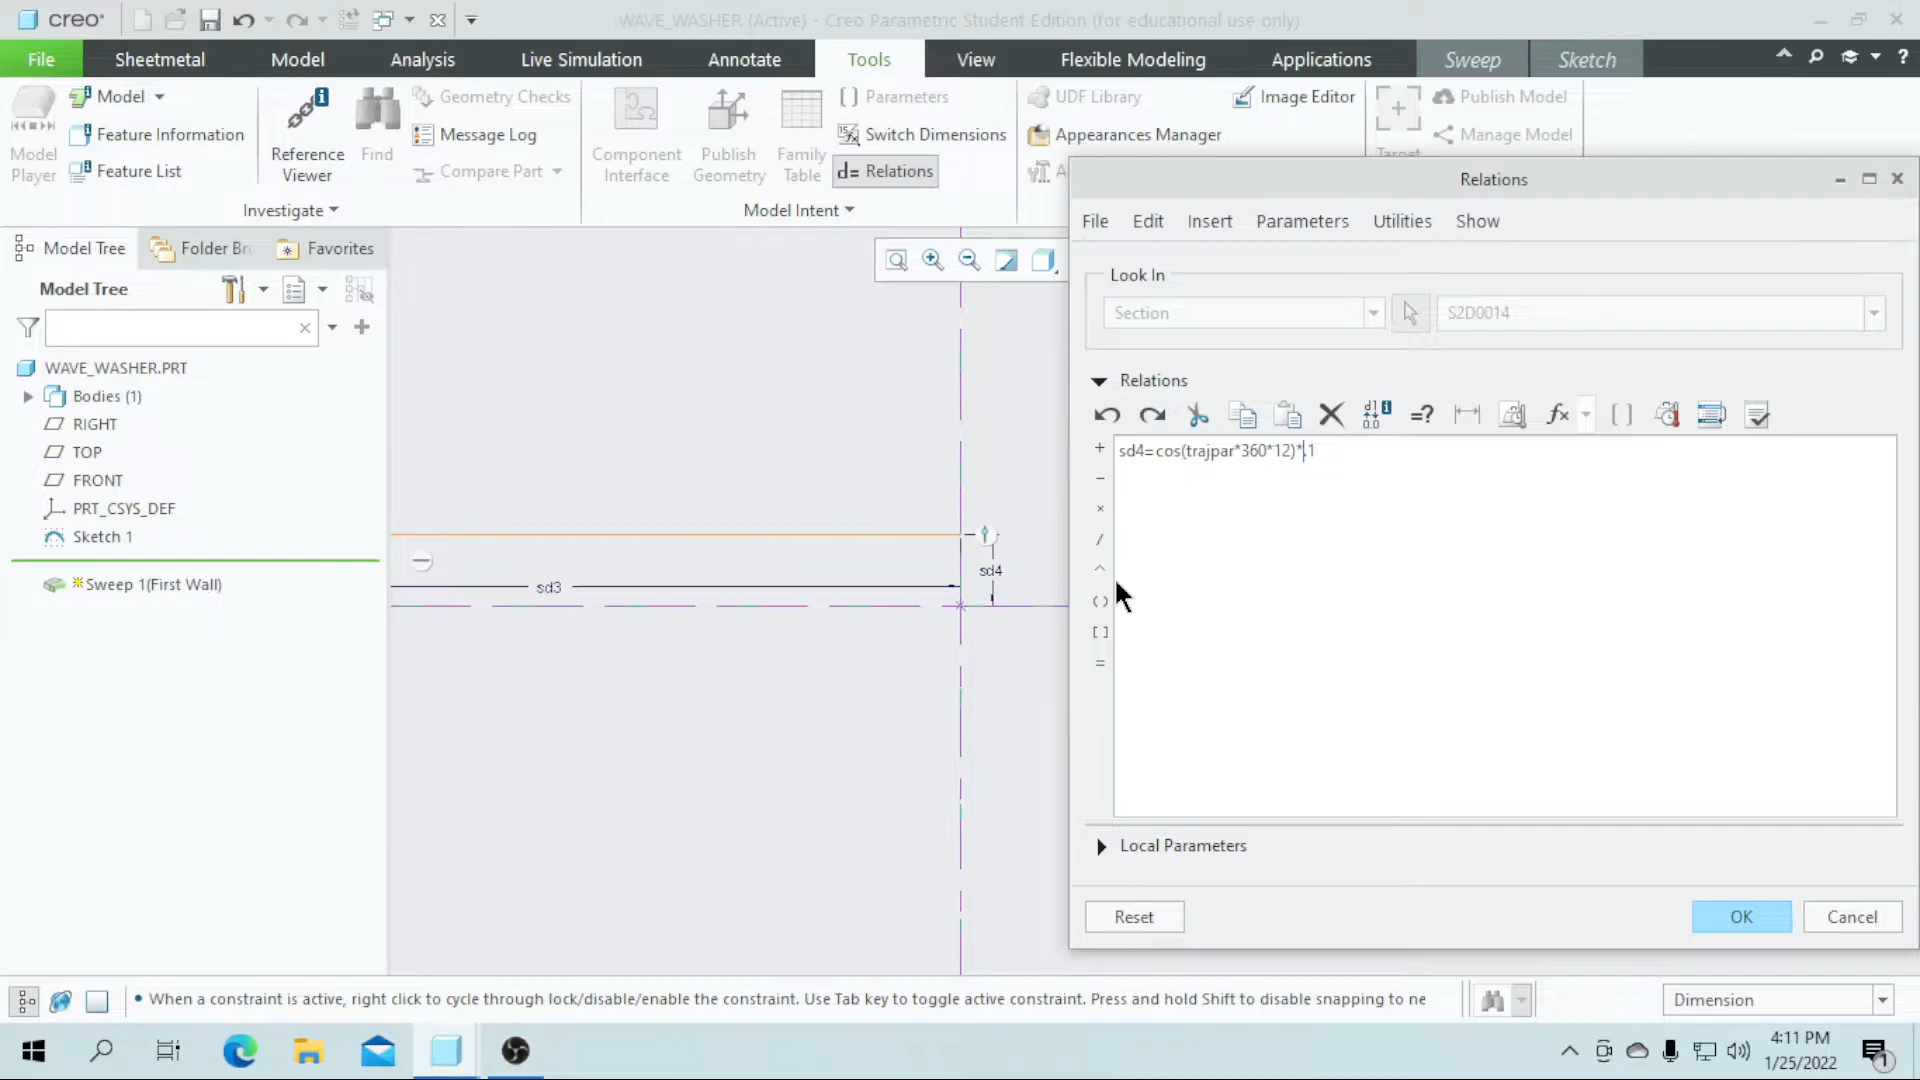 creo
WAVE_WASHER (Active) - Creo Parametric Student Edition (for educational use only)
File
Sheetmetal
Model
Analysis
Live Simulation
Annotate
Tools
View
Flexible Modeling
Applications
Sweep
Sketch
?
Model Player
Model
Feature Information
Feature List
Investigate
Reference Viewer
Find
Geometry Checks
Message Log
Compare Part
Component Interface
Publish Geometry
Family Table
Parameters
Switch Dimensions
d= Relations
Model Intent
UDF Library
Appearances Manager
Image Editor
Publish Model
Manage Model
Target
Relations
File
Edit
Insert
Parameters
Utilities
Show
Look In
Section
S2D0014
Relations
sd4=cos(trajpar*360*12)*.1
+
-
×
/
^
()
[]
=
Local Parameters
Reset
OK
Cancel
Model Tree
Folder Br
Favorites
Model Tree
WAVE_WASHER.PRT
Bodies (1)
RIGHT
TOP
FRONT
PRT_CSYS_DEF
Sketch 1
Sweep 1(First Wall)
sd3
sd4
• When a constraint is active, right click to cycle through lock/disable/enable the constraint. Use Tab key to toggle active constraint. Press and hold Shift to disable snapping to ne
Dimension
4:11 PM
1/25/2022
1